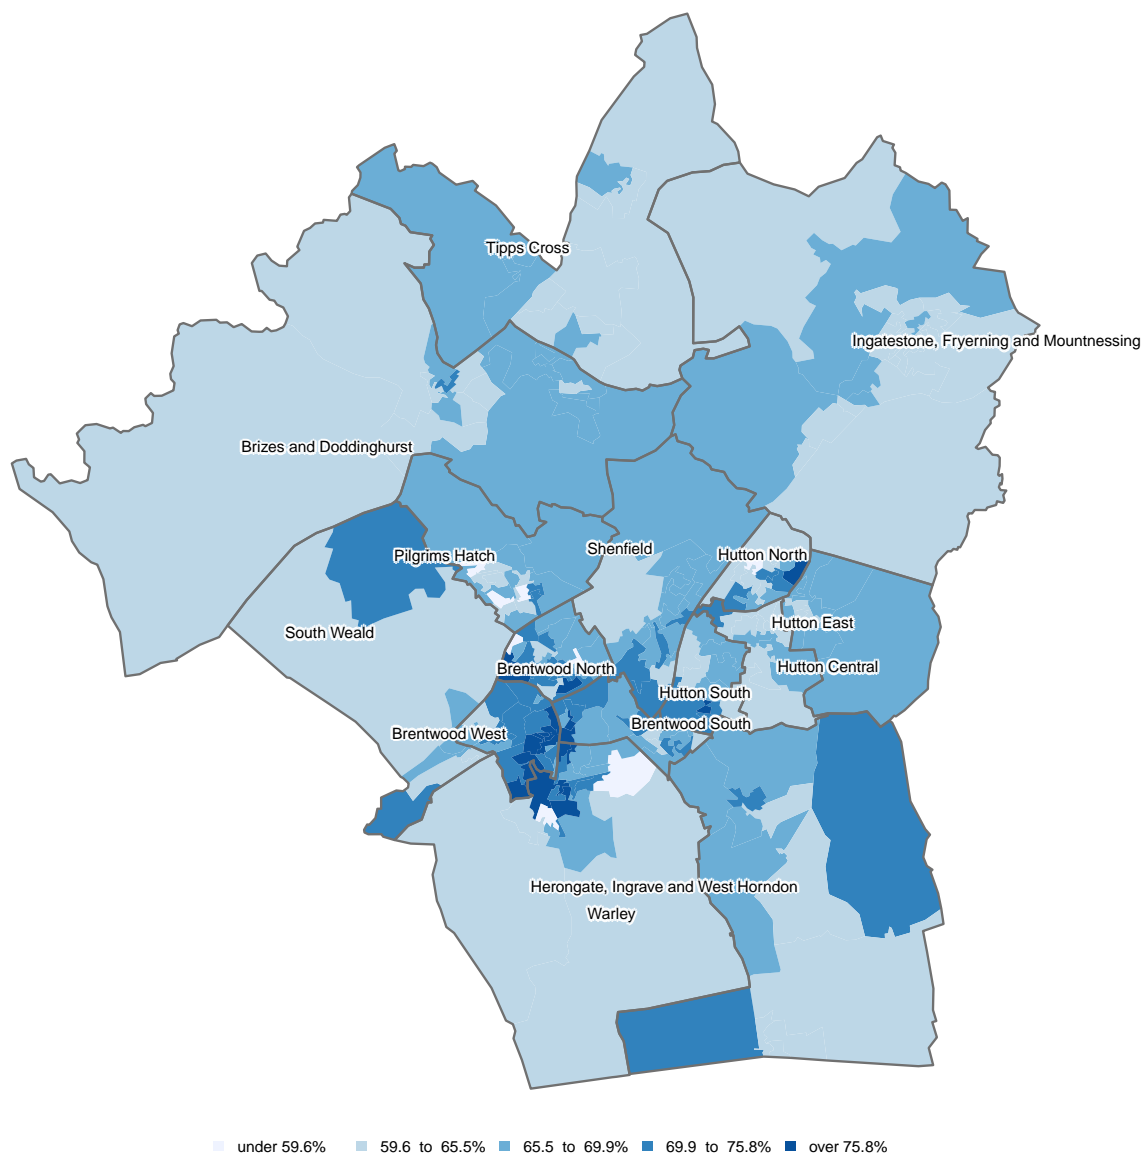 Tipps Cross
Ingatestone, Fryerning and Mountnessing
Brizes and Doddinghurst
Shenfield
Pilgrims Hatch
Hutton North
Hutton East
South Weald
Hutton Central
Brentwood North
Hutton South
Brentwood South
Brentwood West
Herongate, Ingrave and West Horndon
Warley
under 59.6% 59.6 to 65.5% 65.5 to 69.9% 69.9 to 75.8% over 75.8%